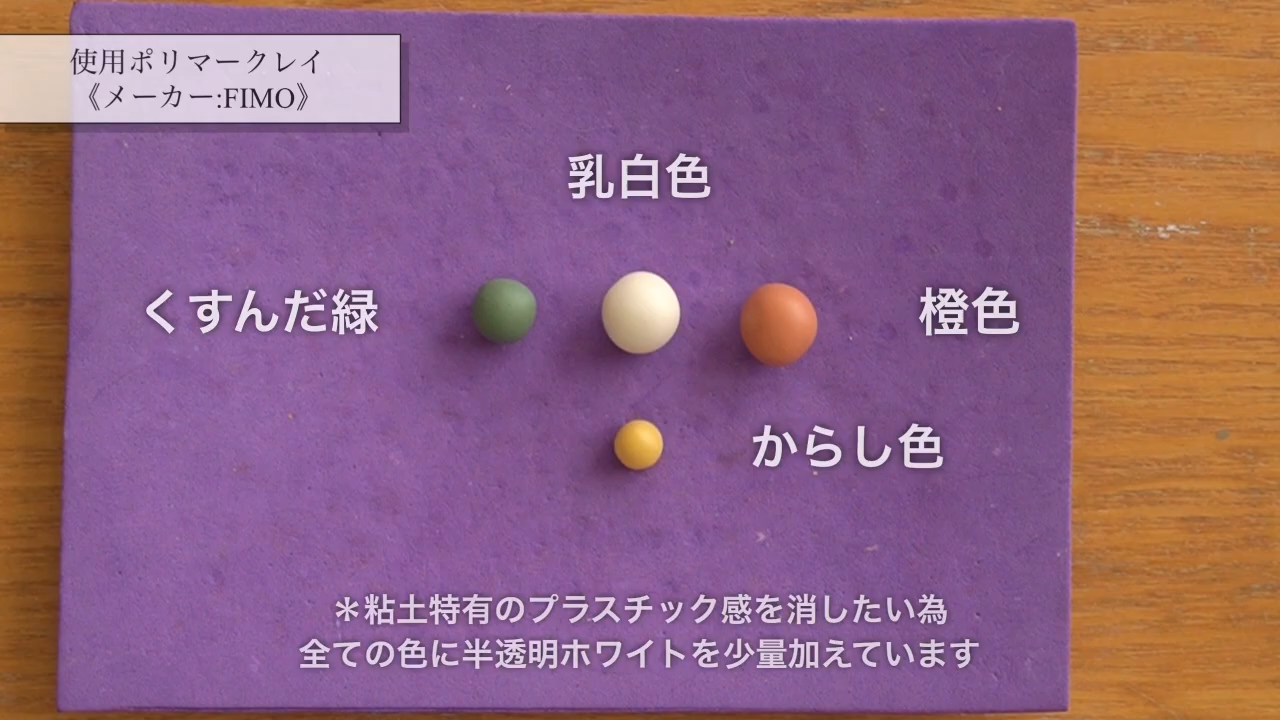 使用ポリマークレイ
《メーカー:FIMO》
乳白色
くすんだ緑
橙色
からし色
＊粘土特有のプラスチック感を消したい為
全ての色に半透明ホワイトを少量加えています